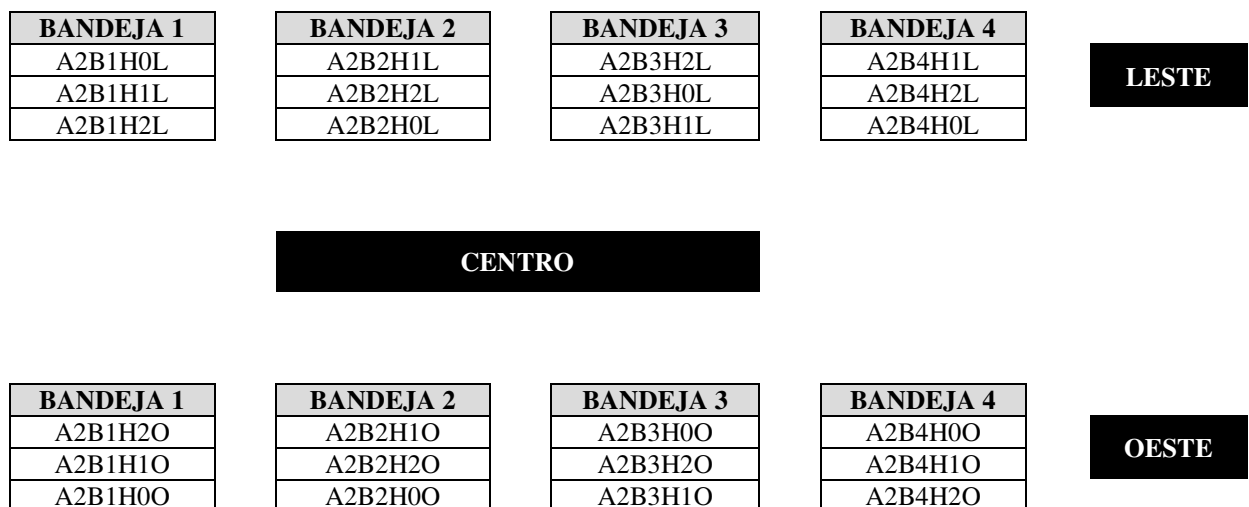 BANDEJA 1 BANDEJA 2 BANDEJA 3 BANDEJA 4
A2B1H0L A2B2H1L A2B3H2L A2B4H1L
LESTE
A2B1H1L A2B2H2L A2B3H0L A2B4H2L
A2B1H2L A2B2H0L A2B3H1L A2B4H0L
CENTRO
BANDEJA 1 BANDEJA 2 BANDEJA 3 BANDEJA 4
A2B1H2O A2B2H1O A2B3H0O A2B4H0O
OESTE
A2B1H1O A2B2H2O A2B3H2O A2B4H1O
A2B1H0O A2B2H0O A2B3H1O A2B4H2O